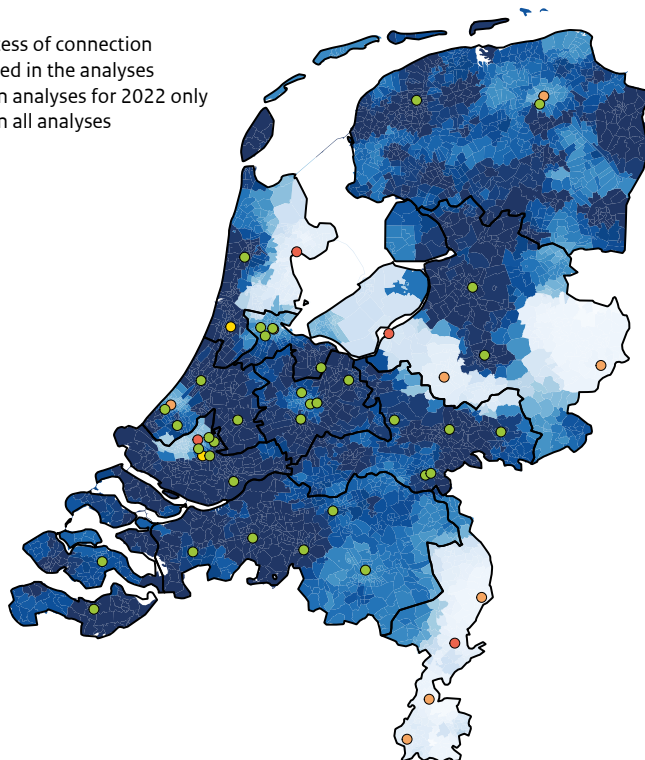 ess of connection
ed in the analyses
n analyses for 2022 only
n all analyses